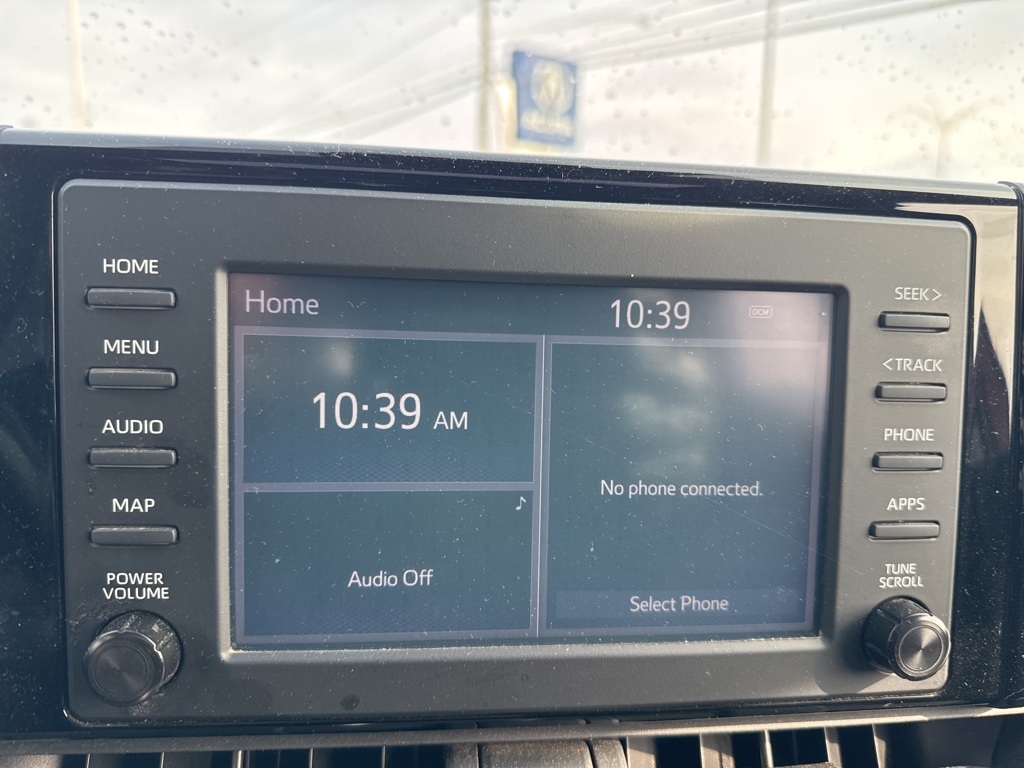 HOME
MENU
AUDIO
MAP
POWER
VOLUME
Home
10:39
DCM
10:39 AM
Audio Off
No phone connected.
Select Phone
SEEK >
< TRACK
PHONE
APPS
TUNE
SCROLL